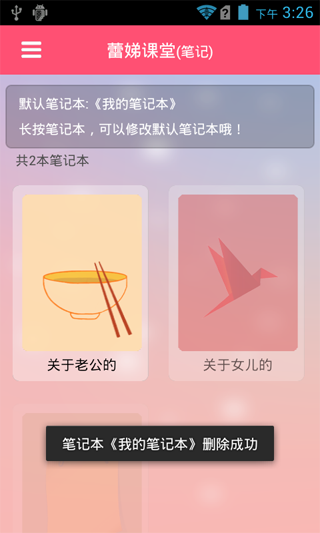 下午 3:26
蕾娣课堂(笔记)
默认笔记本:《我的笔记本》
长按笔记本，可以修改默认笔记本哦！
共2本笔记本
关于老公的
关于女儿的
笔记本《我的笔记本》删除成功